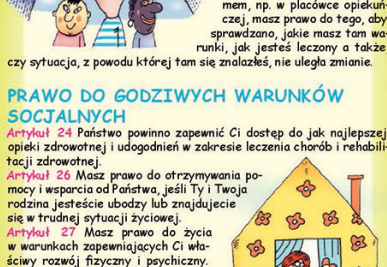 mem, np. w placówce opiekuń-
czej, masz prawo do tego, aby
sprawdzano, jakie masz tam wa-
runki, jak jesteś leczony a także
czy sytuacja, z powodu której tam się znalazłeś, nie uległa zmianie.
PRAWO DO GODZIWYCH WARUNKÓW
SOCJALNYCH
Artykuł 24 Państwo powinno zapewnić Ci dostęp do jak najlepszej
opieki zdrowotnej i udogodnień w zakresie leczenia chorób i rehabili-
tacji zdrowotnej.
Artykuł 26 Masz prawo do otrzymywania po-
mocy i wsparcia od Państwa, jeśli Ty i Twoja
rodzina jesteście ubodzy lub znajdujecie
się w trudnej sytuacji życiowej.
Artykuł 27 Masz prawo do życia
w warunkach zapewniających Ci wła-
ściwy rozwój fizyczny i psychiczny.